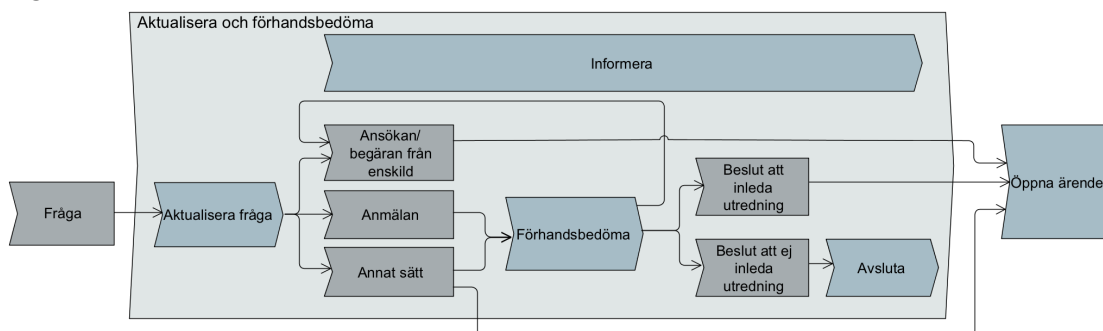 Aktualisera och förhandsbedöma
Informera
Ansökan/
begäran från
enskild
Fråga
Aktualisera fråga
Anmälan
Annat sätt
Förhandsbedöma
Beslut att
inleda
utredning
Beslut att ej
inleda
utredning
Avsluta
Öppna ärende